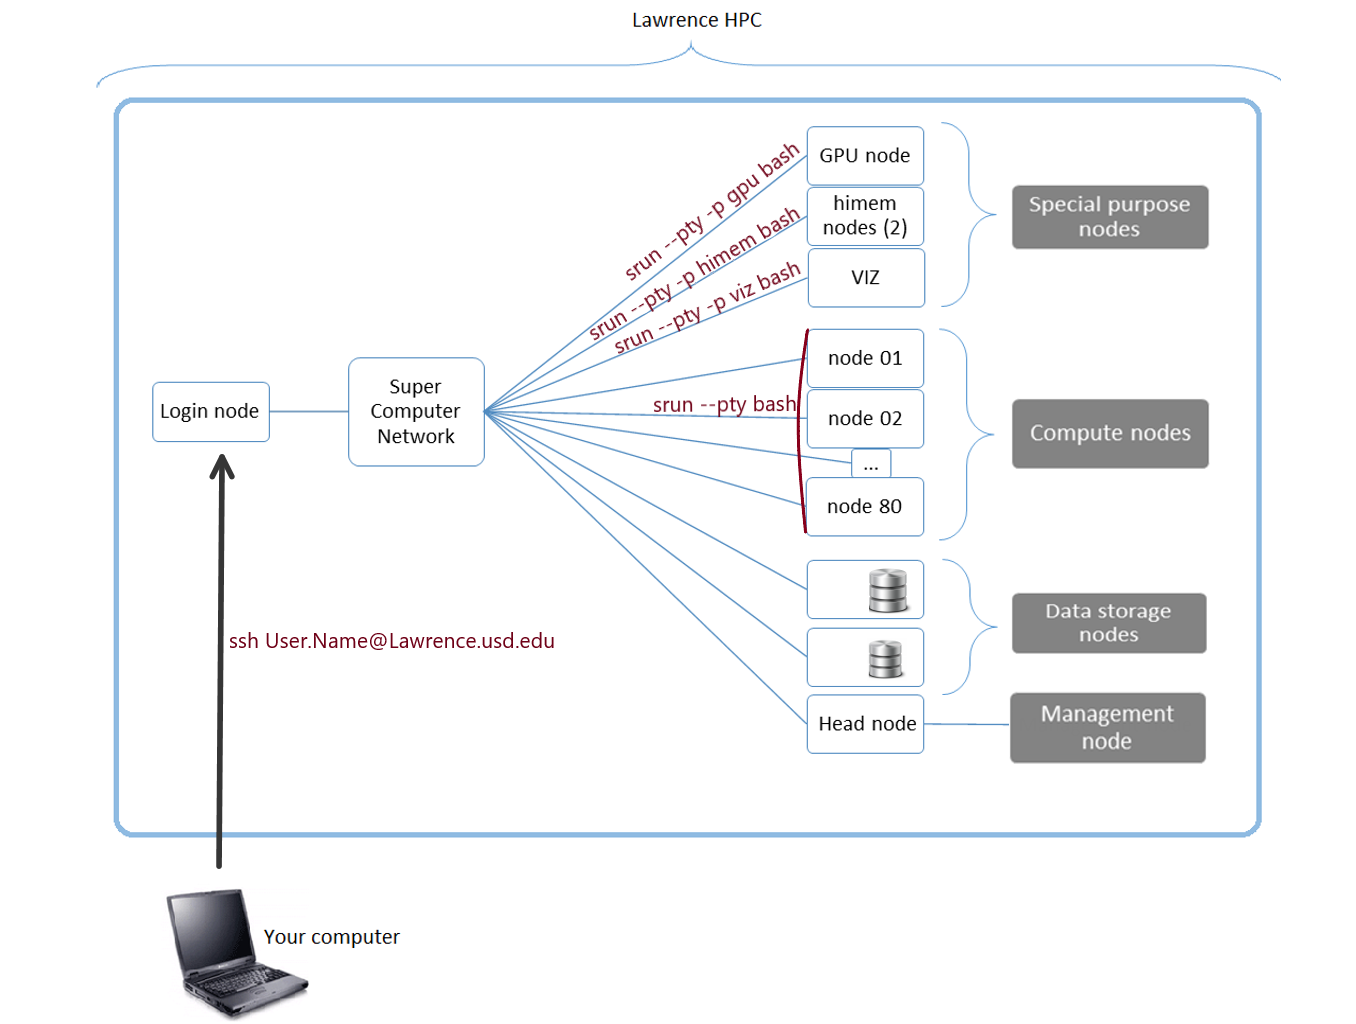 Lawrence HPC
GPU node
srun --pty -p gpu bash
himem
nodes (2)
srun --pty -p himem bash
VIZ
srun --pty -p viz bash
Special purpose
nodes
Login node
Super
Computer
Network
node 01
srun --pty bash
node 02
...
node 80
Compute nodes
Data storage
nodes
ssh User.Name@Lawrence.usd.edu
Head node
Management
node
Your computer